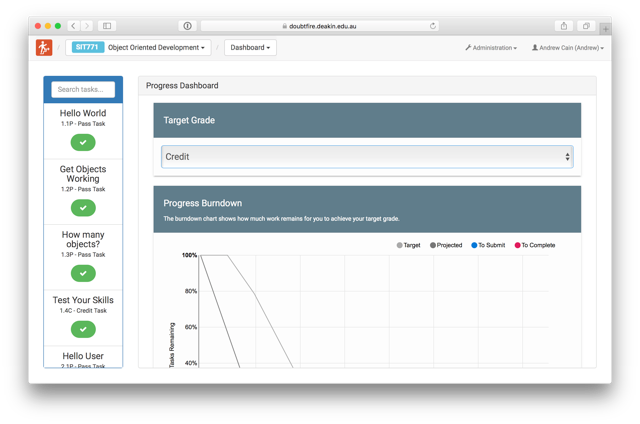 doubtfire.deakin.edu.au
SIT771 Object Oriented Development
Dashboard
Administration
Andrew Cain (Andrew)
Search tasks...
Hello World
1.1P - Pass Task
Get Objects
Working
1.2P - Pass Task
How many
objects?
1.3P - Pass Task
Test Your Skills
1.4C - Credit Task
Hello User
2.1P - Pass Task
Progress Dashboard
Target Grade
Credit
Progress Burndown
The burndown chart shows how much work remains for you to achieve your target grade.
Target Projected To Submit To Complete
100%
80%
60%
40%
Tasks Remaining